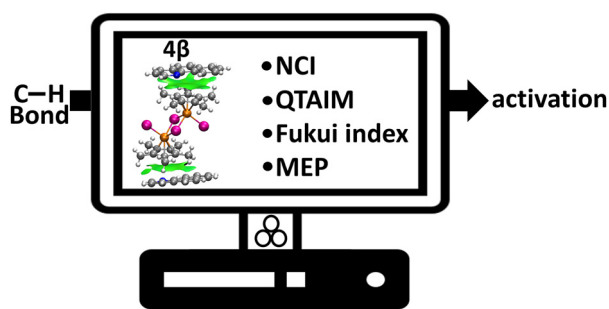 4β
C–H
Bond
•NCI
•QTAIM
•Fukui index
•MEP
activation